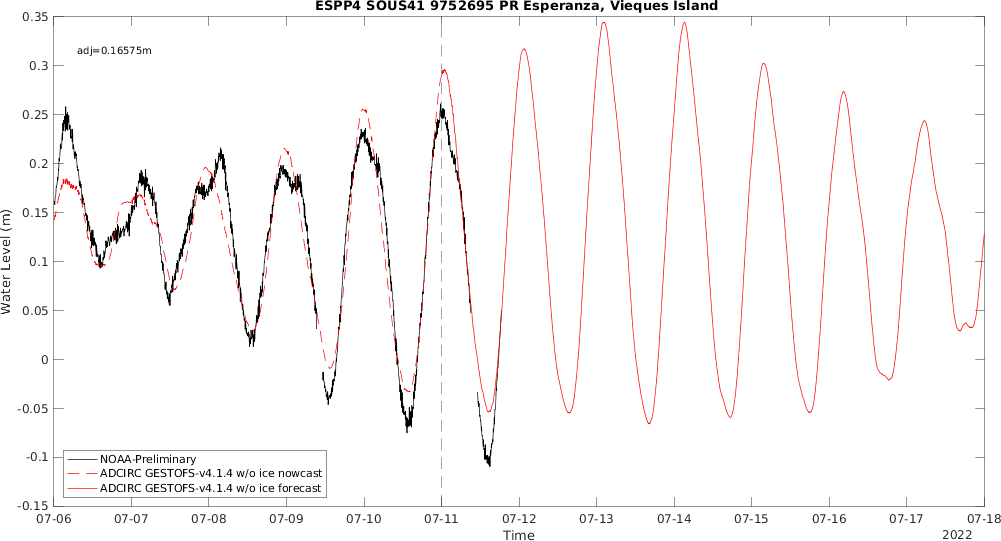 ESPP4 SOUS41 9752695 PR Esperanza, Vieques Island
adj=0.16575m
0.35
0.3
0.25
0.2
0.15
0.1
0.05
0
-0.05
-0.1
-0.15
Water Level (m)
NOAA-Preliminary
ADCIRC GESTOFS-v4.1.4 w/o ice nowcast
ADCIRC GESTOFS-v4.1.4 w/o ice forecast
07-06 07-07 07-08 07-09 07-10 07-11 07-12 07-13 07-14 07-15 07-16 07-17 07-18
Time
2022